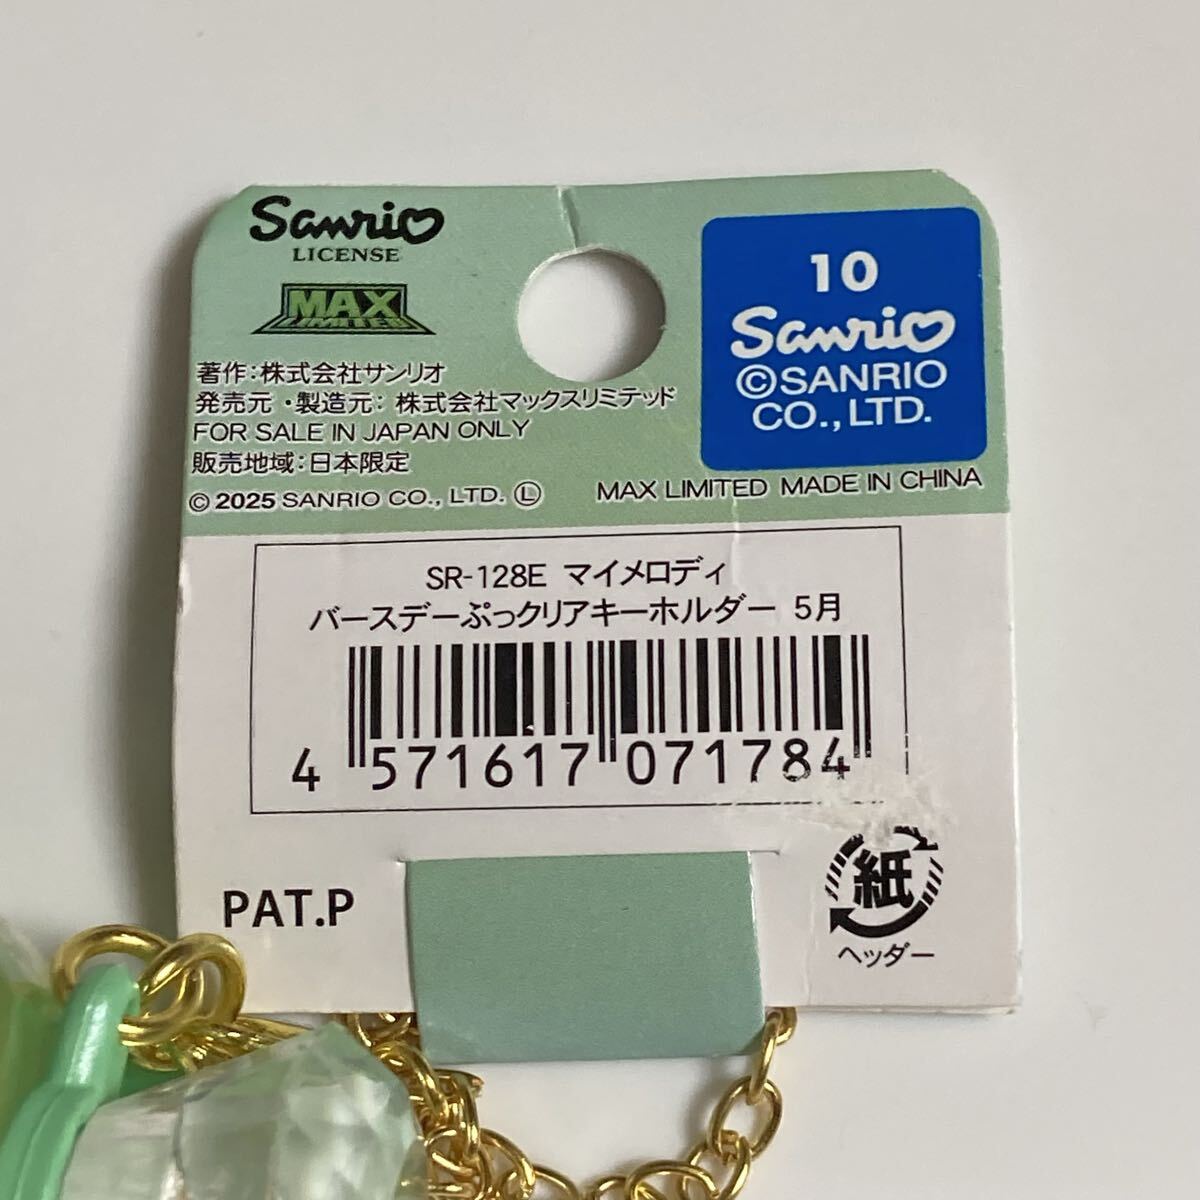 Sanrio
LICENSE
MAX
LIMITED
著作:株式会社サンリオ
発売元・製造元: 株式会社マックスリミテッド
FOR SALE IN JAPAN ONLY
販売地域:日本限定
© 2025 SANRIO CO., LTD. Ⓛ
10
Sanrio
©SANRIO
CO.,LTD.
MAX LIMITED MADE IN CHINA
SR-128E マイメロディ
バースデーぷっクリアキーホルダー 5月
4 571617 071784
PAT.P
紙
ヘッダー